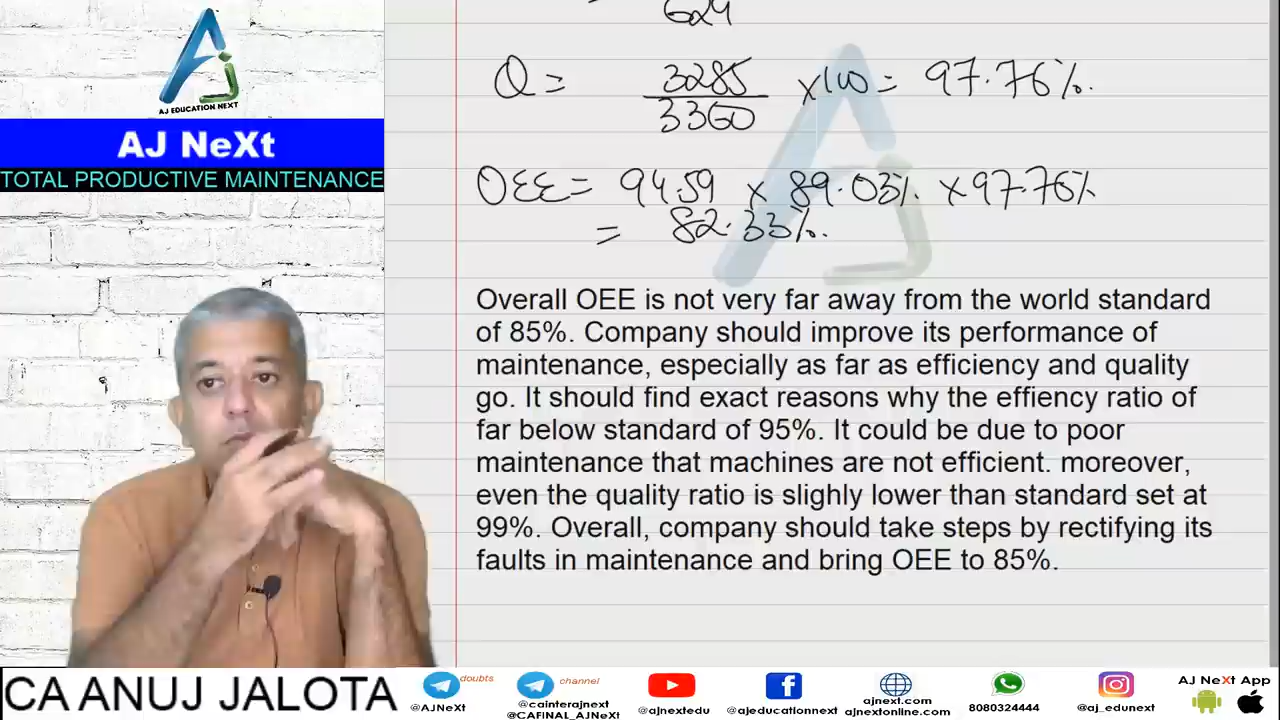 624
Q = 3285 × 100 = 97.76%.
3360
OEE = 94.59 × 89.03% × 97.76%
= 82.33%.
AJ EDUCATION NEXT
AJ NeXt
TOTAL PRODUCTIVE MAINTENANCE
Overall OEE is not very far away from the world standard
of 85%. Company should improve its performance of
maintenance, especially as far as efficiency and quality
go. It should find exact reasons why the effiency ratio of
far below standard of 95%. It could be due to poor
maintenance that machines are not efficient. moreover,
even the quality ratio is slighly lower than standard set at
99%. Overall, company should take steps by rectifying its
faults in maintenance and bring OEE to 85%.
CA ANUJ JALOTA
doubts
@AJNeXt
channel
@cainterajnext
@CAFINAL_AJNeXt
@ajnextedu
@ajeducationnext
ajnext.com
ajnextonline.com
8080324444
@aj_edunext
AJ NeXt App